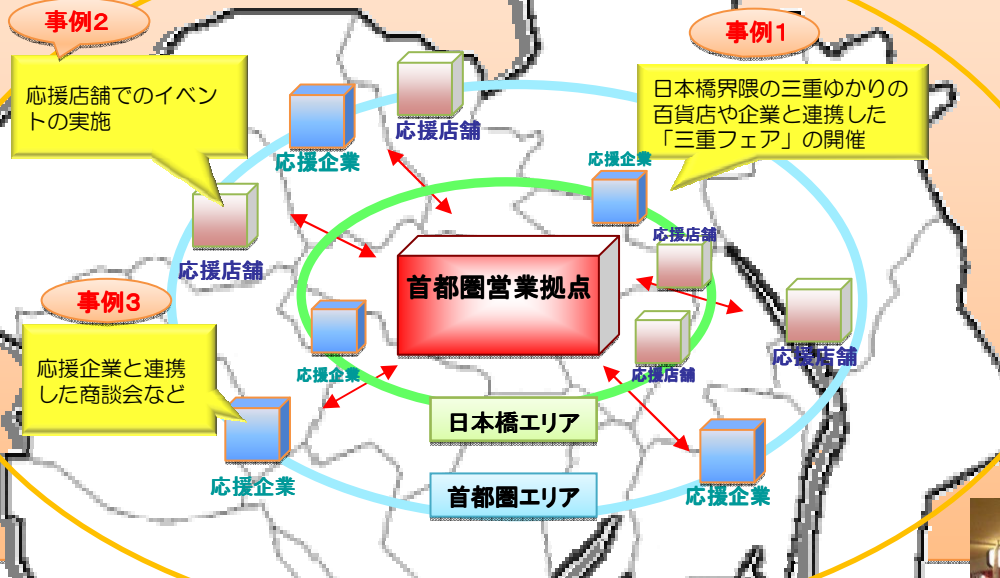 事例2
応援店舗でのイベン
トの実施
事例1
日本橋界隈の三重ゆかりの
百貨店や企業と連携した
「三重フェア」の開催
応援企業
応援店舗
応援企業
応援店舗
応援店舗
首都圏営業拠点
事例3
応援企業と連携
した商談会など
応援企業
応援店舗
応援店舗
日本橋エリア
応援企業
首都圏エリア
応援企業